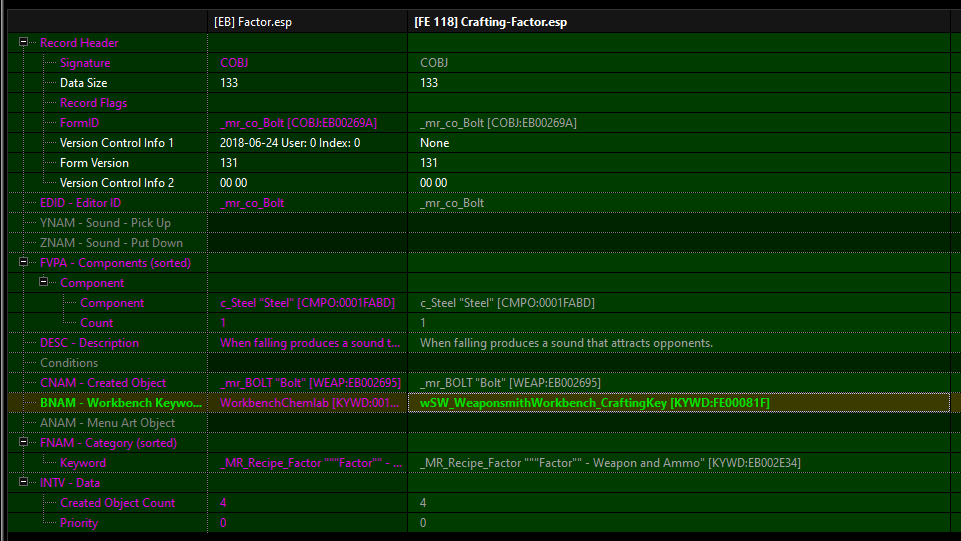 [EB] Factor.esp [FE 118] Crafting-Factor.esp
Record Header
Signature COBJ COBJ
Data Size 133 133
Record Flags
FormID _mr_co_Bolt [COBJ:EB00269A] _mr_co_Bolt [COBJ:EB00269A]
Version Control Info 1 2018-06-24 User: 0 Index: 0 None
Form Version 131 131
Version Control Info 2 00 00 00 00
EDID - Editor ID _mr_co_Bolt _mr_co_Bolt
YNAM - Sound - Pick Up
ZNAM - Sound - Put Down
FVPA - Components (sorted)
Component
Component c_Steel "Steel" [CMPO:0001FABD] c_Steel "Steel" [CMPO:0001FABD]
Count 1 1
DESC - Description When falling produces a sound t... When falling produces a sound that attracts opponents.
Conditions
CNAM - Created Object _mr_BOLT "Bolt" [WEAP:EB002695] _mr_BOLT "Bolt" [WEAP:EB002695]
BNAM - Workbench Keywo... WorkbenchChemlab [KYWD:001... wSW_WeaponsmithWorkbench_CraftingKey [KYWD:FE00081F]
ANAM - Menu Art Object
FNAM - Category (sorted)
Keyword _MR_Recipe_Factor """Factor"" - ... _MR_Recipe_Factor """Factor"" - Weapon and Ammo" [KYWD:EB002E34]
INTV - Data
Created Object Count 4 4
Priority 0 0